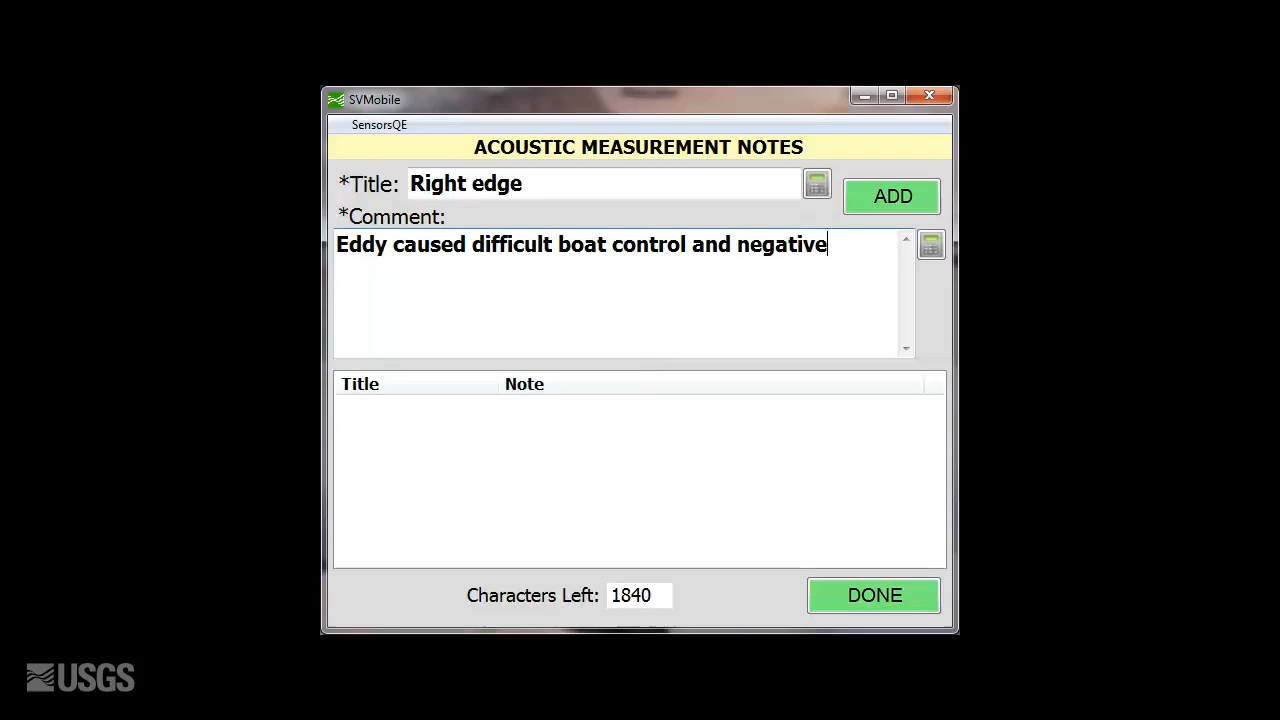 SVMobile
SensorsQE
ACOUSTIC MEASUREMENT NOTES
*Title: Right edge
ADD
*Comment:
Eddy caused difficult boat control and negative
Title Note
Characters Left: 1840
DONE
USGS